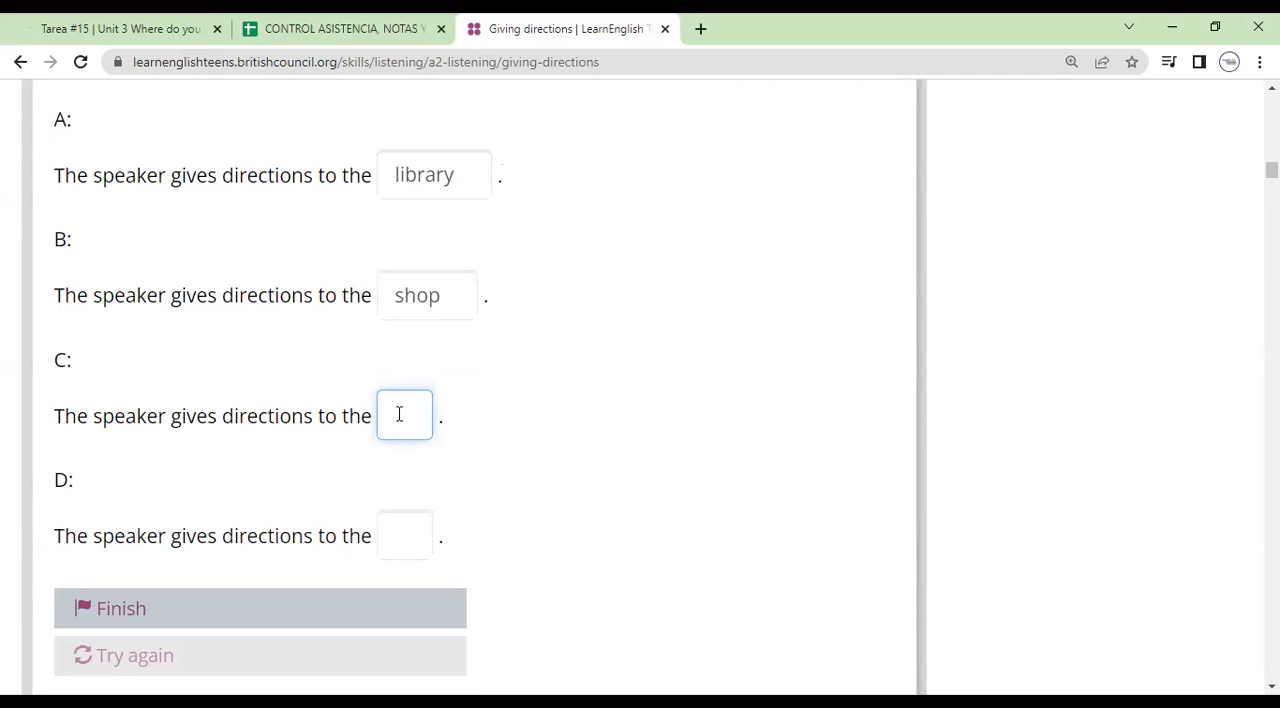 Tarea #15 | Unit 3 Where do you
CONTROL ASISTENCIA, NOTAS Y
Giving directions | LearnEnglish T
learnenglishteens.britishcouncil.org/skills/listening/a2-listening/giving-directions
A:
The speaker gives directions to the library .
B:
The speaker gives directions to the shop .
C:
The speaker gives directions to the .
D:
The speaker gives directions to the .
Finish
Try again